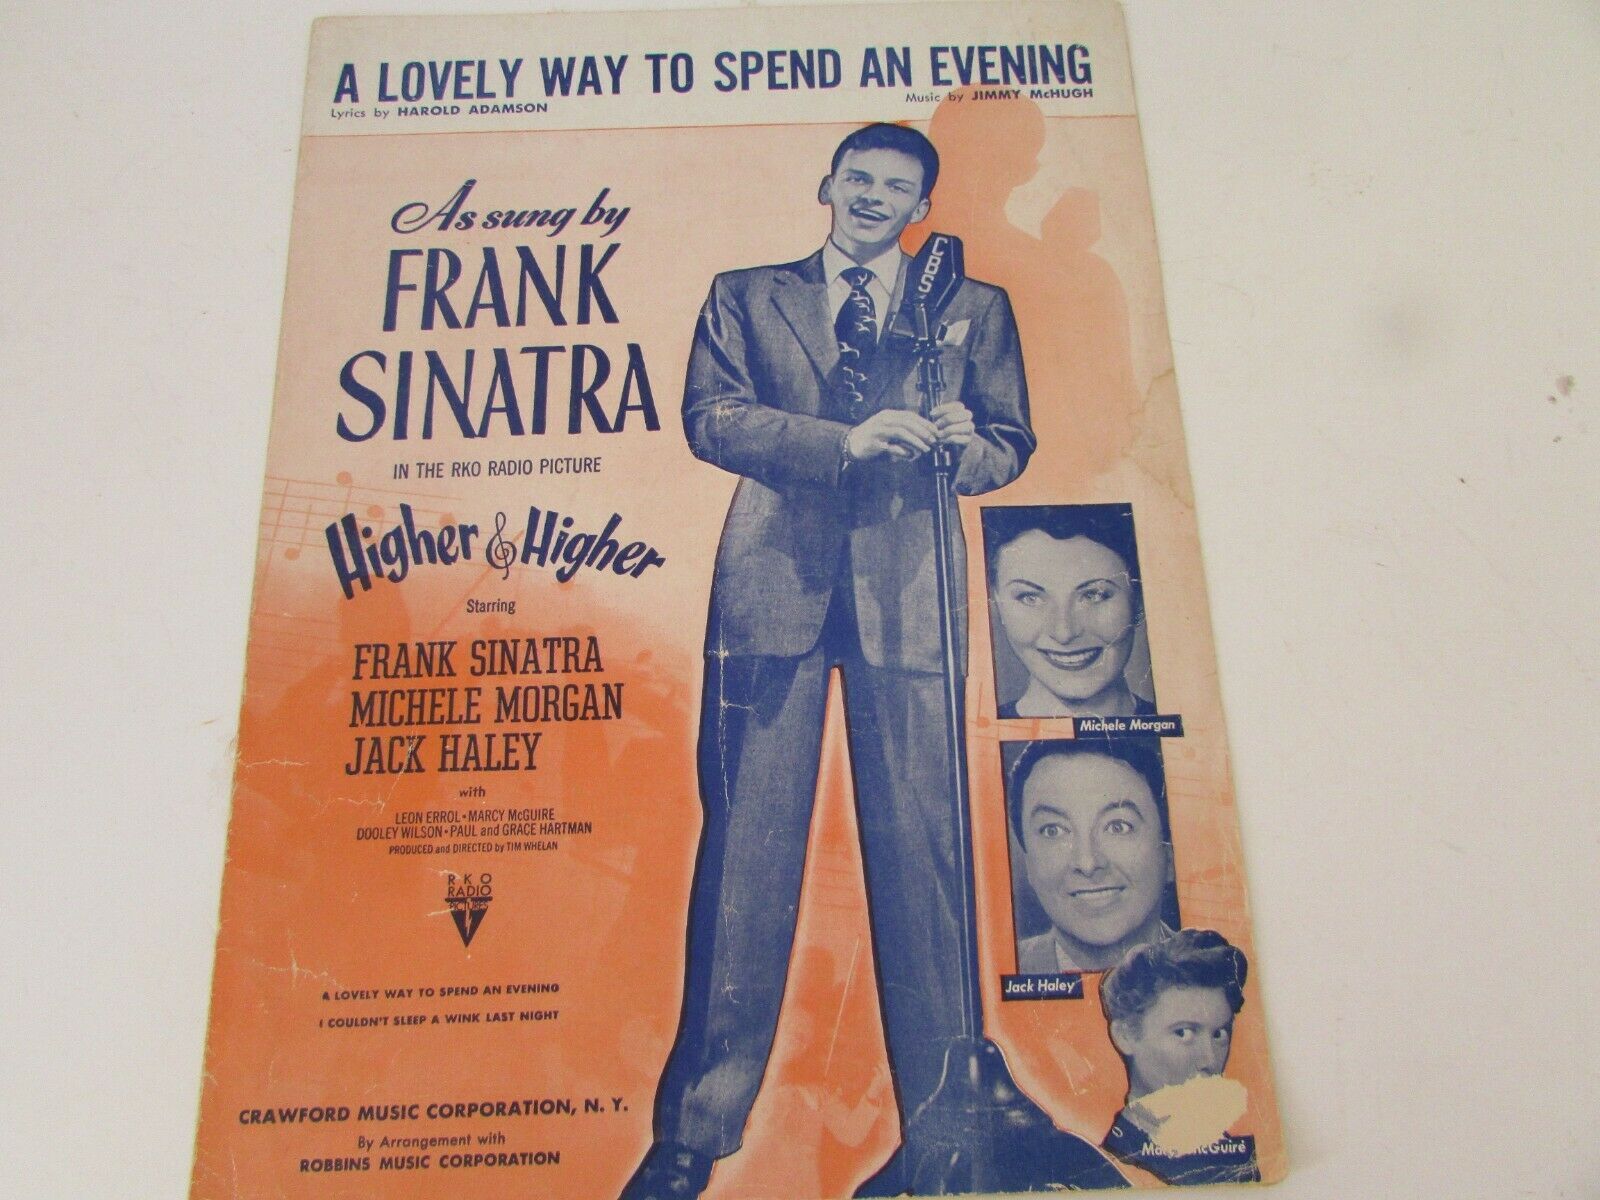 A LOVELY WAY TO SPEND AN EVENING
Lyrics by HAROLD ADAMSON
Music by JIMMY McHUGH
As sung by
FRANK
SINATRA
IN THE RKO RADIO PICTURE
CBS
Higher & Higher
Starring
FRANK SINATRA
MICHELE MORGAN
JACK HALEY
with
LEON ERROL • MARCY McGUIRE
DOOLEY WILSON • PAUL and GRACE HARTMAN
PRODUCED and DIRECTED by TIM WHELAN
RKO
RADIO
PICTURES
Michele Morgan
Jack Haley
A LOVELY WAY TO SPEND AN EVENING
I COULDN'T SLEEP A WINK LAST NIGHT
CRAWFORD MUSIC CORPORATION, N. Y.
By Arrangement with
ROBBINS MUSIC CORPORATION
McGuire